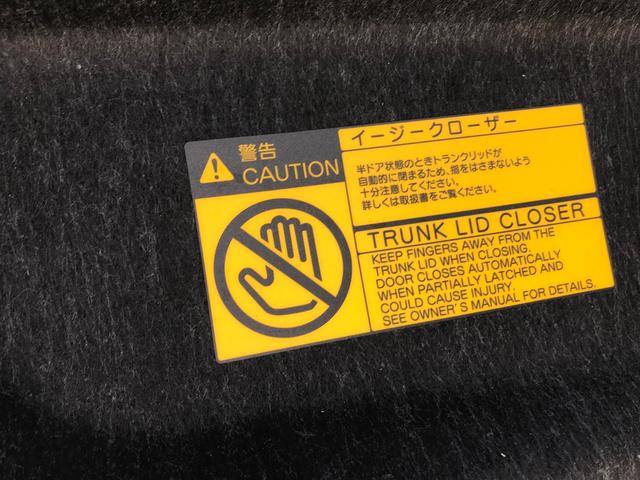 警告
CAUTION
イージークローザー
半ドア状態のときトランクリッドが
自動的に閉まるため、指をはさまないよう
十分注意してください。
詳しくは取扱書をご覧ください。
TRUNK LID CLOSER
KEEP FINGERS AWAY FROM THE
TRUNK LID WHEN CLOSING.
DOOR CLOSES AUTOMATICALLY
WHEN PARTIALLY LATCHED AND
COULD CAUSE INJURY.
SEE OWNER'S MANUAL FOR DETAILS.